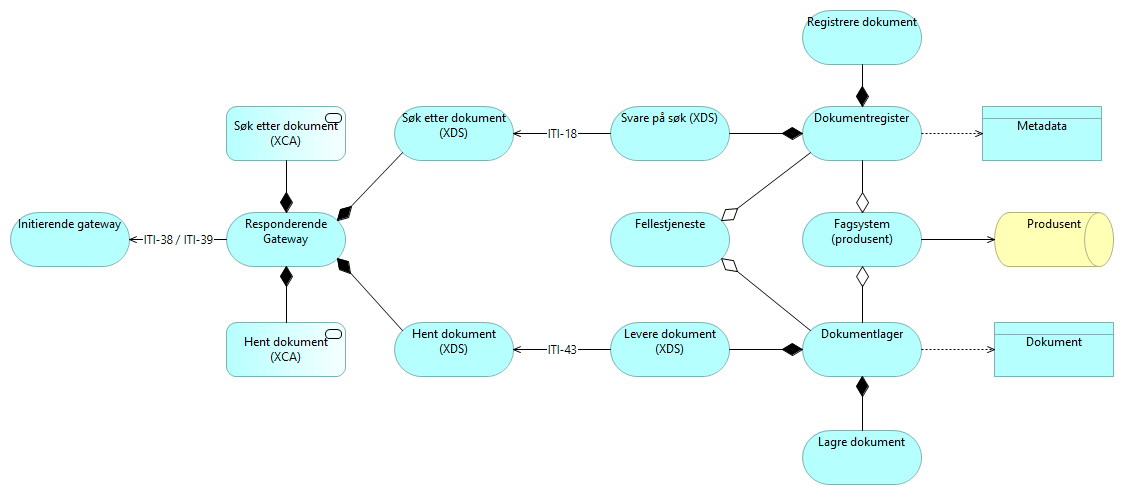 Registrere dokument
Søk etter dokument
(XCA)
Søk etter dokument
(XDS)
ITI-18
Svare på søk (XDS)
Dokumentregister
Metadata
Initierende gateway
ITI-38 / ITI-39
Responderende
Gateway
Fellestjeneste
Fagsystem
(produsent)
Produsent
Hent dokument
(XCA)
Hent dokument
(XDS)
ITI-43
Levere dokument
(XDS)
Dokumentlager
Dokument
Lagre dokument